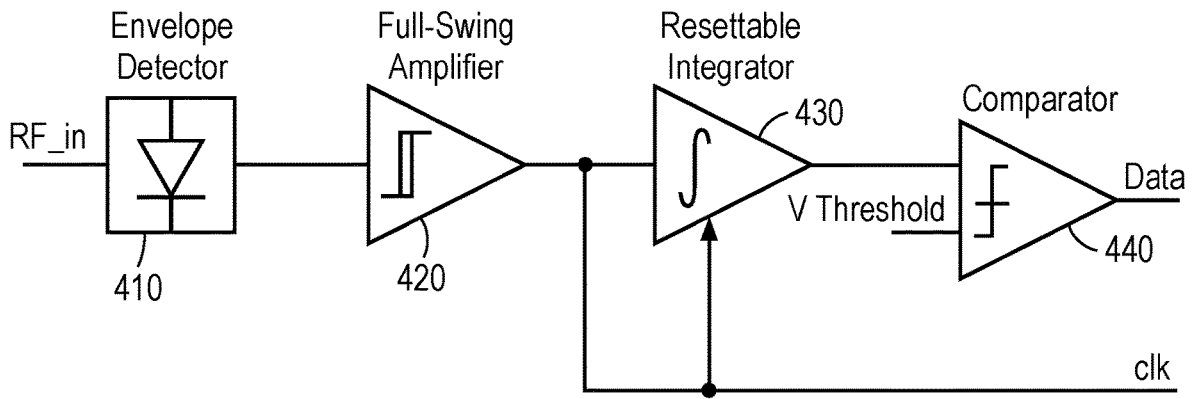 Envelope
Detector
Full-Swing
Amplifier
Resettable
Integrator
430
Comparator
RF_in
Data
V Threshold
410
420
440
clk